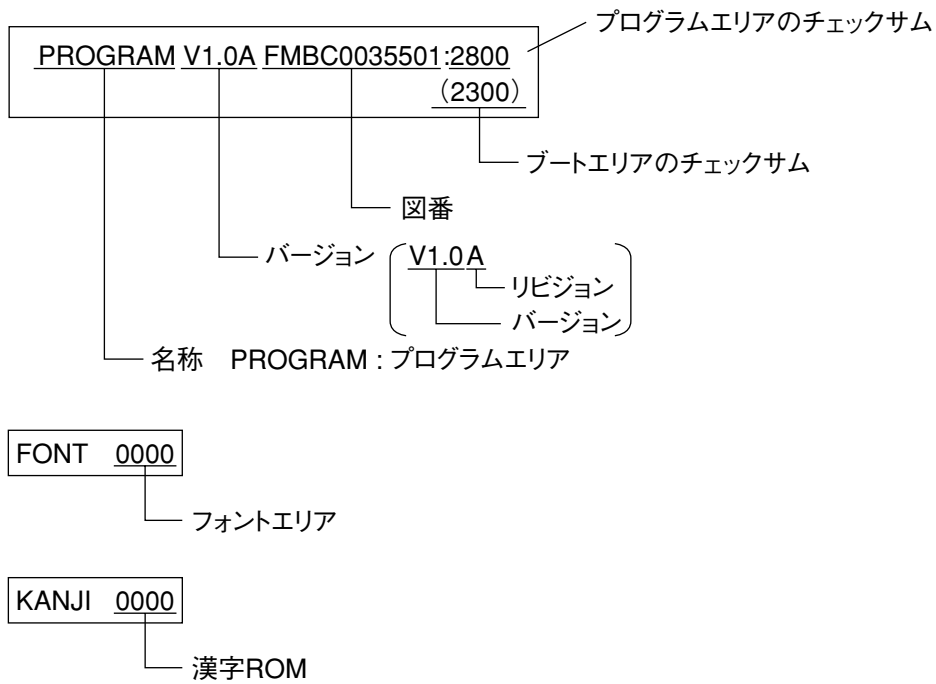 プログラムエリアのチェックサム
PROGRAM V1.0A FMBC0035501:2800
（2300）
ブートエリアのチェックサム
図番
バージョン
V1.0A
リビジョン
バージョン
名称 PROGRAM : プログラムエリア
FONT 0000
フォントエリア
KANJI 0000
漢字ROM